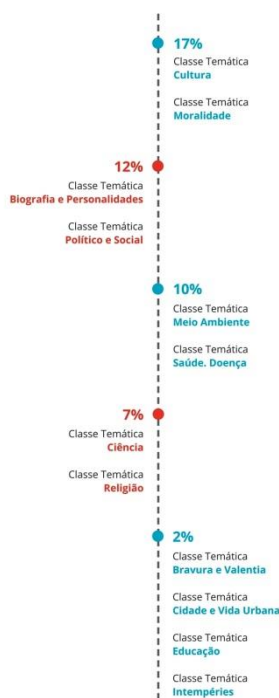 17%
Classe Temática
Cultura
Classe Temática
Moralidade
12%
Classe Temática
Biografia e Personalidades
Classe Temática
Político e Social
10%
Classe Temática
Meio Ambiente
Classe Temática
Saúde. Doença
7%
Classe Temática
Ciência
Classe Temática
Religião
2%
Classe Temática
Bravura e Valentia
Classe Temática
Cidade e Vida Urbana
Classe Temática
Educação
Classe Temática
Intempéries